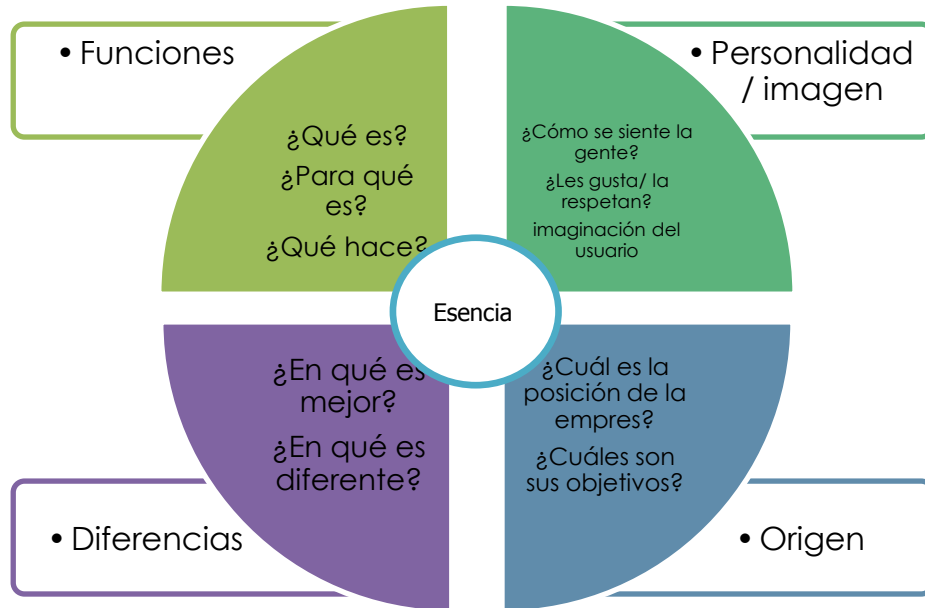 • Funciones
¿Qué es?
¿Para qué
es?
¿Qué hace?
• Personalidad
/ imagen
¿Cómo se siente la
gente?
¿Les gusta/ la
respetan?
imaginación del
usuario
Esencia
¿En qué es
mejor?
¿En qué es
diferente?
• Diferencias
¿Cuál es la
posición de la
empres?
¿Cuáles son
sus objetivos?
• Origen